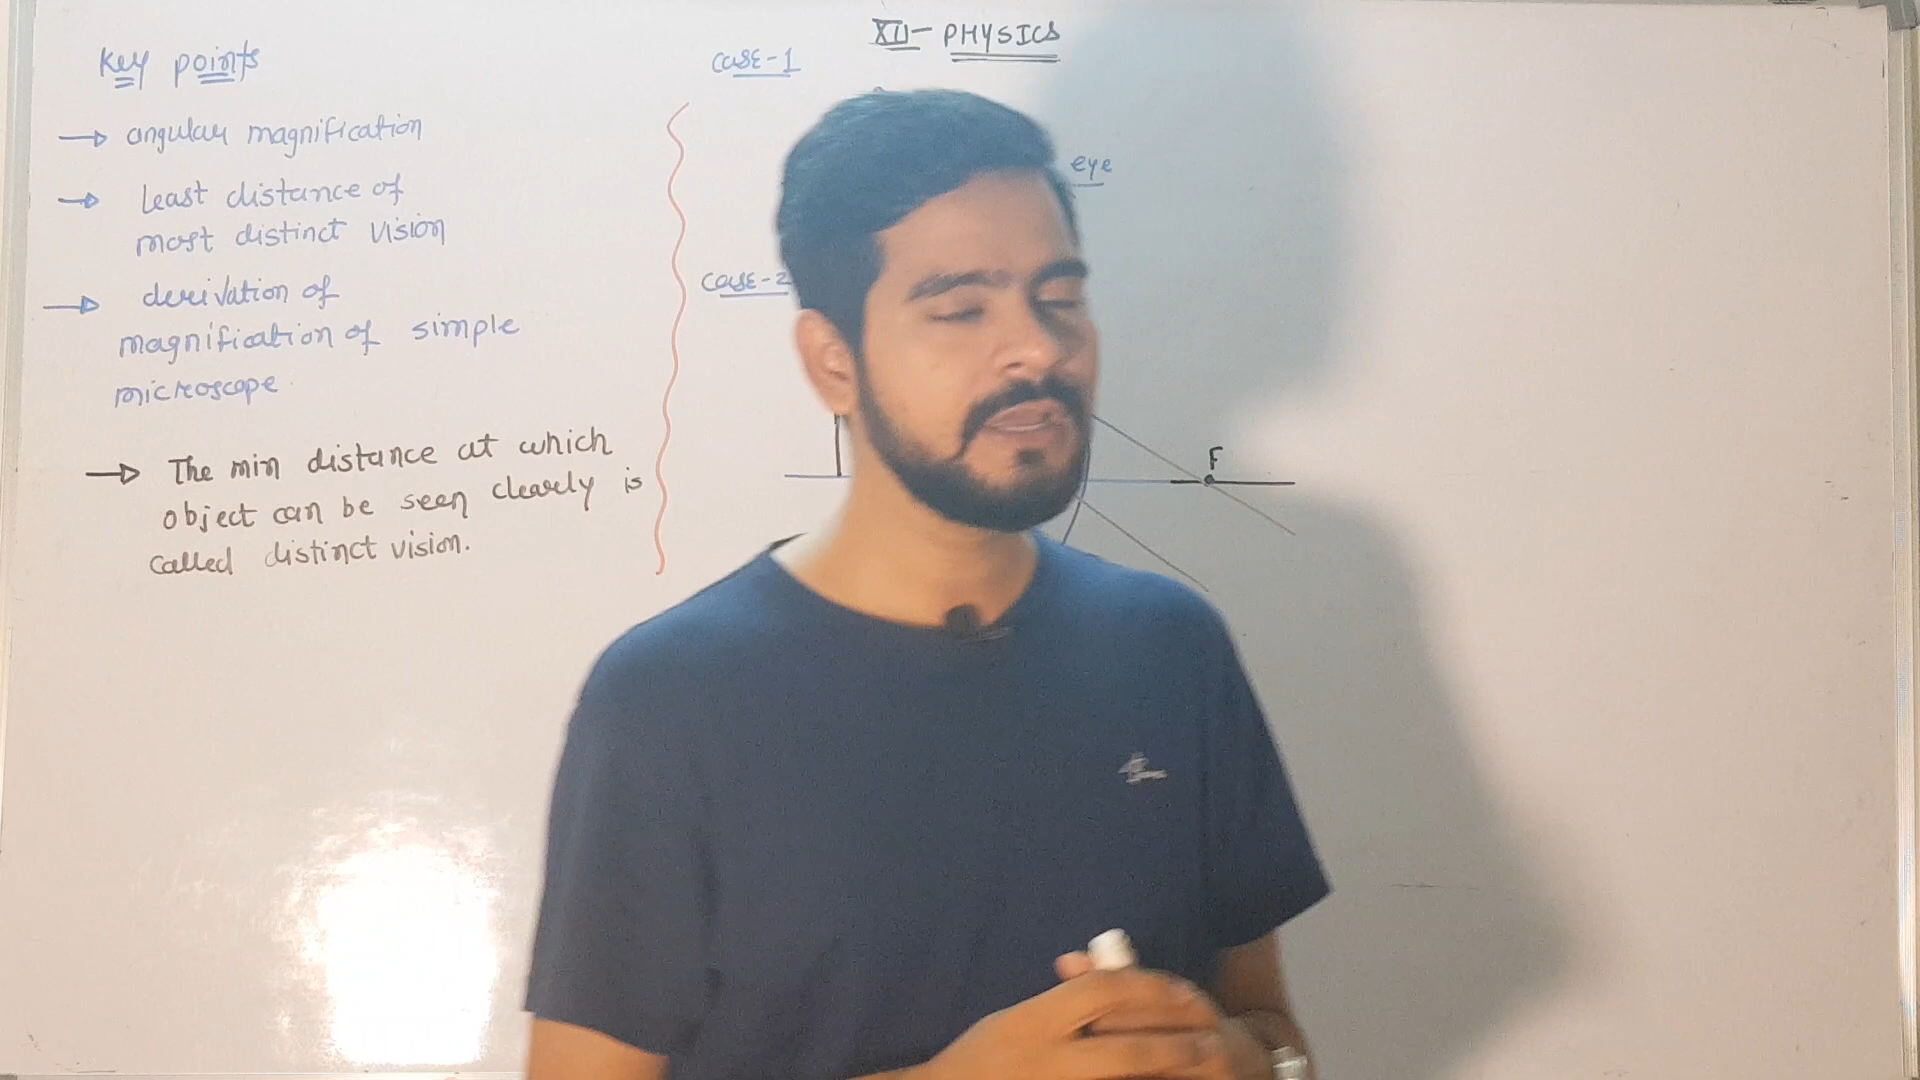 XII - PHYSICS
Key points
→ angular magnification
→ Least distance of
most distinct vision
→ derivation of
magnification of simple
microscope.
→ The min distance at which
object can be seen clearly is
called distinct vision.
Case-1
eye
Case-2
F